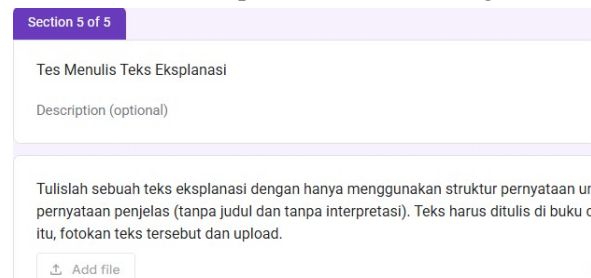 Section 5 of 5
Tes Menulis Teks Eksplanasi
Description (optional)
Tulislah sebuah teks eksplanasi dengan hanya menggunakan struktur pernyataan
pernyataan penjelas (tanpa judul dan tanpa interpretasi). Teks harus ditulis di buku
itu, fotokan teks tersebut dan upload.
Add file